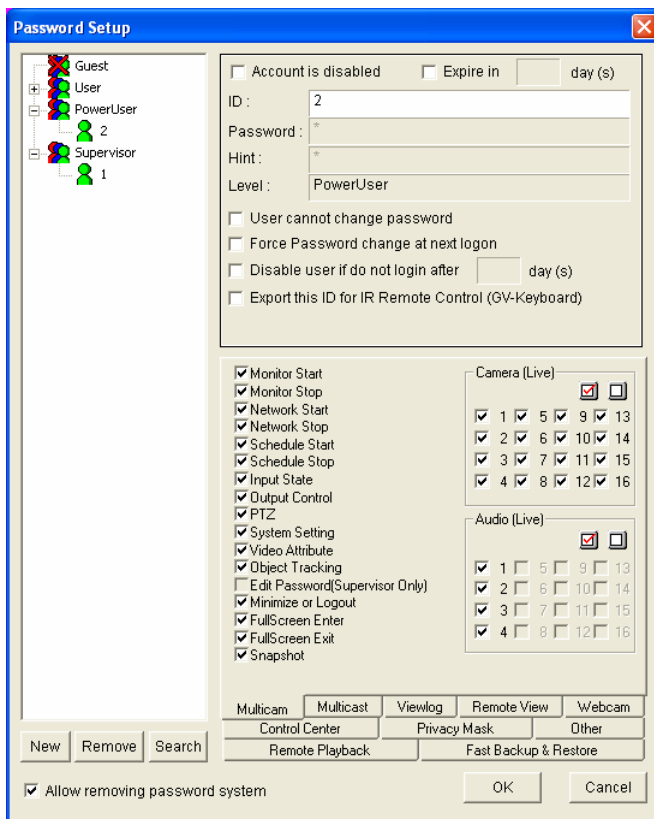 Password Setup
Guest
User
PowerUser
2
Supervisor
1
Account is disabled
Expire in
day (s)
ID :
2
Password :
*
Hint :
*
Level :
PowerUser
User cannot change password
Force Password change at next logon
Disable user if do not login after
day (s)
Export this ID for IR Remote Control (GV-Keyboard)
Monitor Start
Monitor Stop
Network Start
Network Stop
Schedule Start
Schedule Stop
Input State
Output Control
PTZ
System Setting
Video Attribute
Object Tracking
Edit Password(Supervisor Only)
Minimize or Logout
FullScreen Enter
FullScreen Exit
Snapshot
Camera (Live)
1 5 9 13
2 6 10 14
3 7 11 15
4 8 12 16
Audio (Live)
1 5 9 13
2 6 10 14
3 7 11 15
4 8 12 16
Multicam Multicast Viewlog Remote View Webcam
Control Center Privacy Mask Other
Remote Playback Fast Backup & Restore
New Remove Search
Allow removing password system
OK Cancel